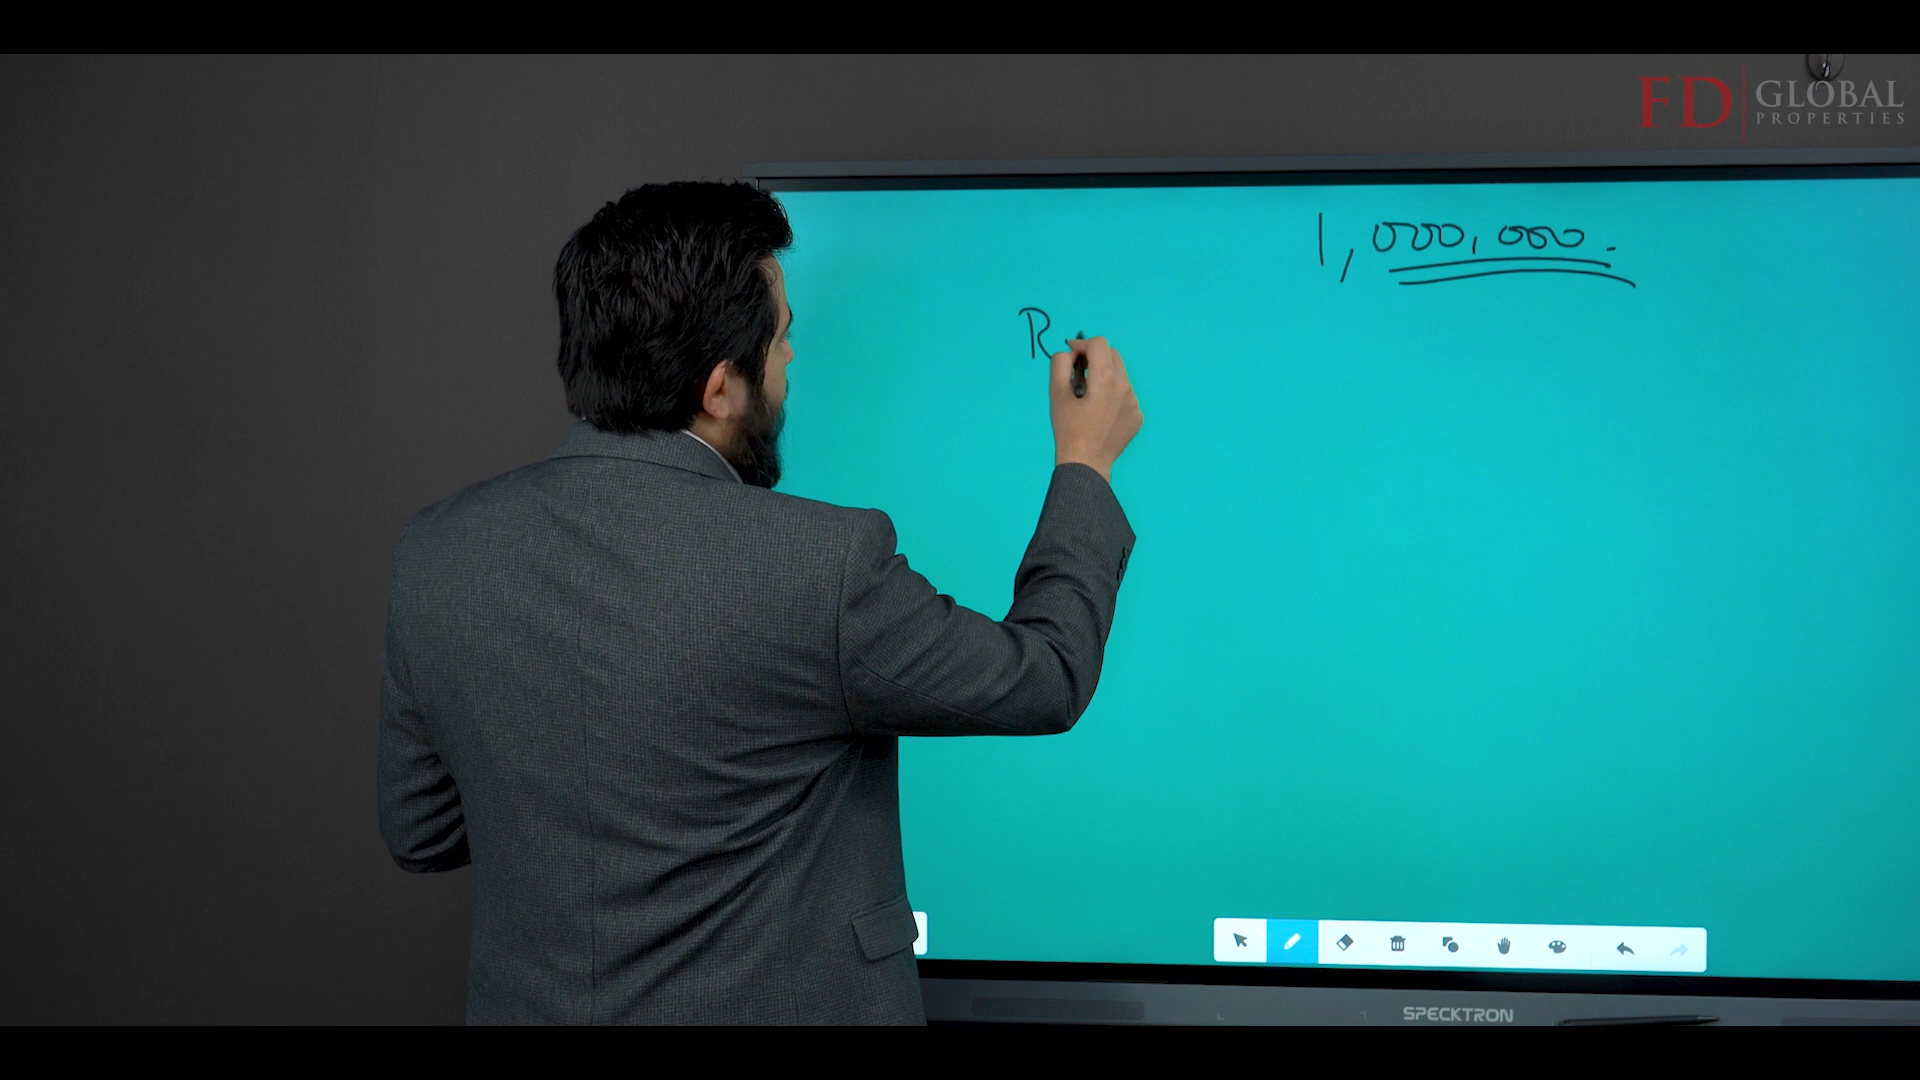 FD GLOBAL
PROPERTIES
1,000,000.
R
SPECKTRON